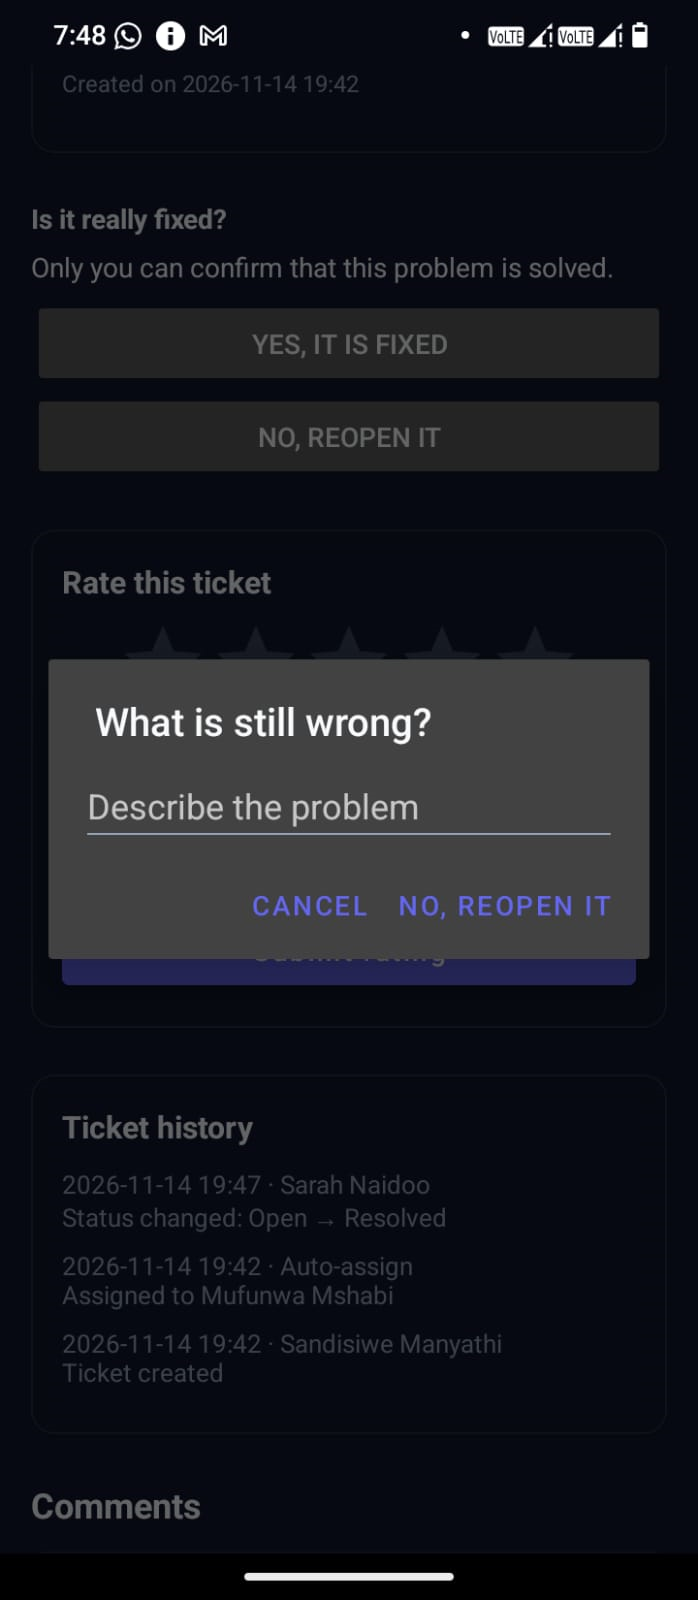 7:48
VoLTE VoLTE
Created on 2026-11-14 19:42
Is it really fixed?
Only you can confirm that this problem is solved.
YES, IT IS FIXED
NO, REOPEN IT
Rate this ticket
What is still wrong?
Describe the problem
CANCEL NO, REOPEN IT
Submit rating
Ticket history
2026-11-14 19:47 · Sarah Naidoo
Status changed: Open → Resolved
2026-11-14 19:42 · Auto-assign
Assigned to Mufunwa Mshabi
2026-11-14 19:42 · Sandisiwe Manyathi
Ticket created
Comments